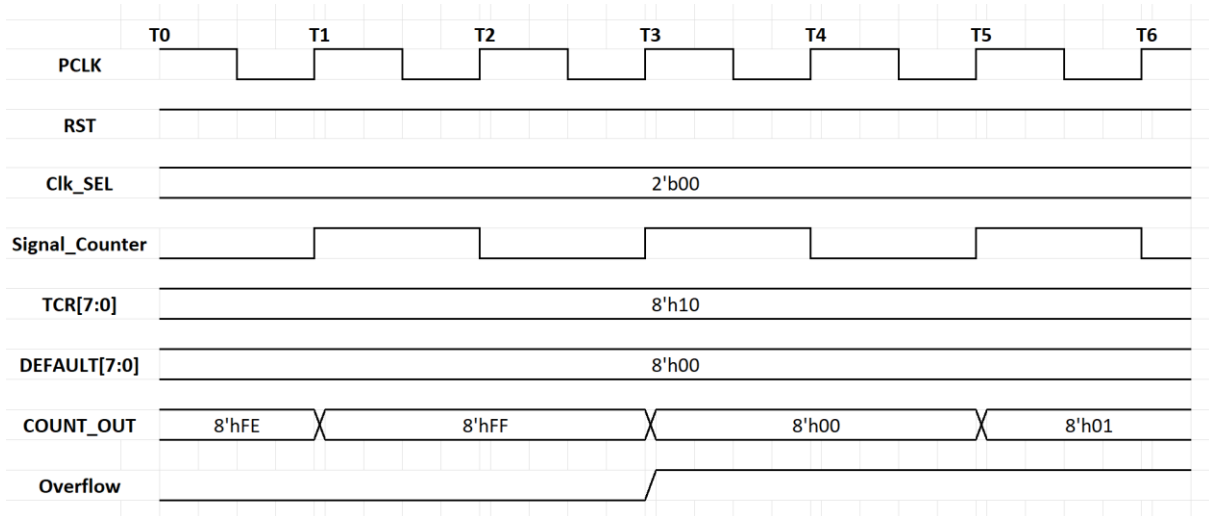 T0 T1 T2 T3 T4 T5 T6
PCLK
RST
Clk_SEL 2'b00
Signal_Counter
TCR[7:0] 8'h10
DEFAULT[7:0] 8'h00
COUNT_OUT 8'hFE 8'hFF 8'h00 8'h01
Overflow